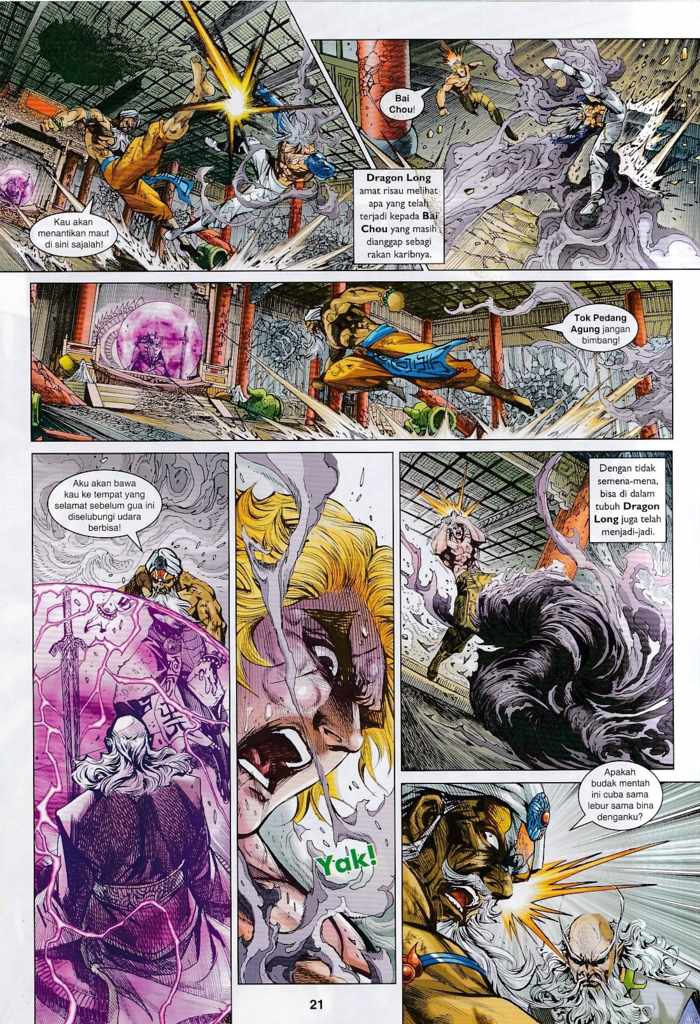 Kau akan
menantikan maut
di sini sajalah!
Bai
Chou!
Dragon Long
amat risau melihat
apa yang telah
terjadi kepada Bai
Chou yang masih
dianggap sebagai
rakan karibnya.
Tok Pedang
Agung jangan
bimbang!
Aku akan bawa
kau ke tempat yang
selamat sebelum gua ini
diselubungi udara
berbisa!
Yak!
Dengan tidak
semena-mena,
bisa di dalam
tubuh Dragon
Long juga telah
menjadi-jadi.
Apakah
budak mentah
ini cuba sama
lebur sama bina
denganku?
21